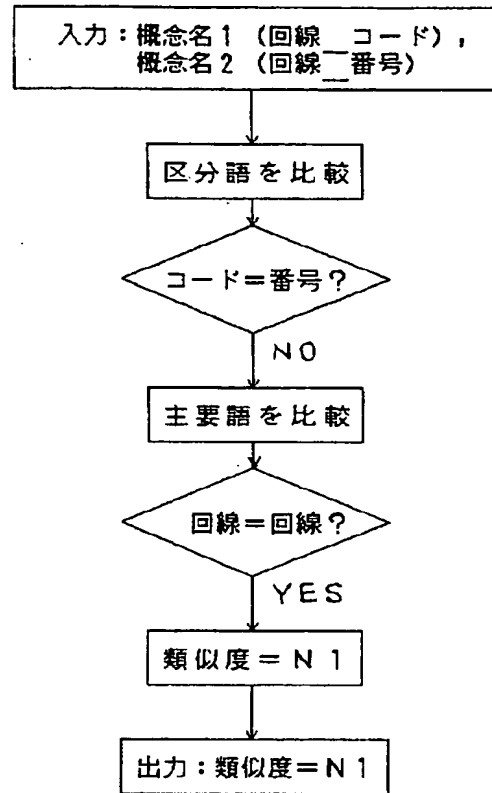 入力：概念名1（回線__コード），
概念名2（回線__番号）
区分語を比較
コード＝番号？
NO
主要語を比較
回線＝回線？
YES
類似度＝N1
出力：類似度＝N1